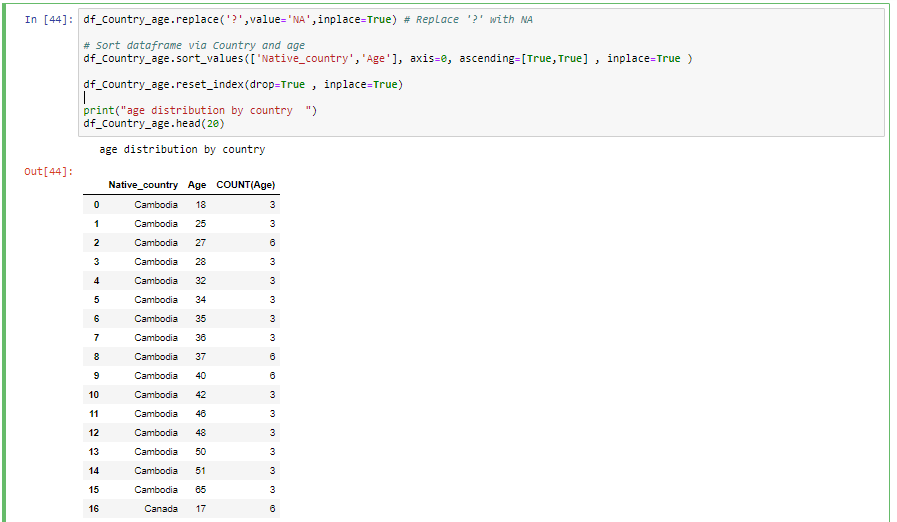 In [44]: df_Country_age.replace('?',value='NA',inplace=True) # Replace '?' with NA
# Sort dataframe via Country and age
df_Country_age.sort_values(['Native_country','Age'], axis=0, ascending=[True,True] , inplace=True )
df_Country_age.reset_index(drop=True , inplace=True)
print("age distribution by country  ")
df_Country_age.head(20)
age distribution by country
Out[44]:
Native_country Age COUNT(Age)
0 Cambodia 18 3
1 Cambodia 25 3
2 Cambodia 27 6
3 Cambodia 28 3
4 Cambodia 32 3
5 Cambodia 34 3
6 Cambodia 35 3
7 Cambodia 36 3
8 Cambodia 37 6
9 Cambodia 40 6
10 Cambodia 42 3
11 Cambodia 46 3
12 Cambodia 48 3
13 Cambodia 50 3
14 Cambodia 51 3
15 Cambodia 65 3
16 Canada 17 6